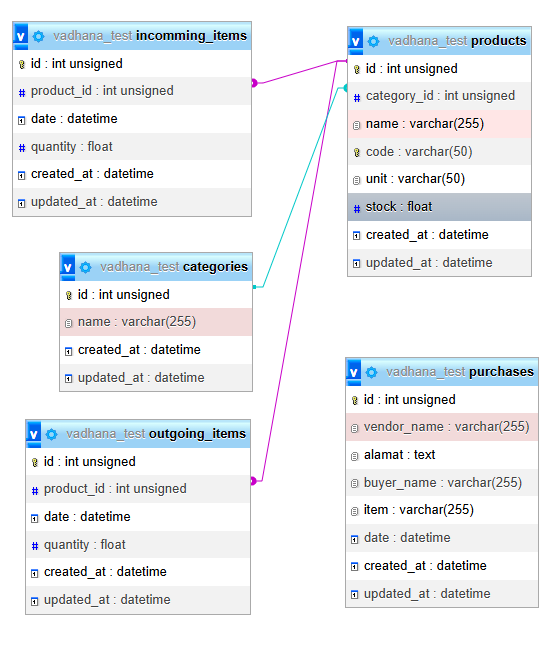 v vadhana_test incomming_items
id : int unsigned
# product_id : int unsigned
date : datetime
# quantity : float
created_at : datetime
updated_at : datetime
v vadhana_test products
id : int unsigned
# category_id : int unsigned
name : varchar(255)
code : varchar(50)
unit : varchar(50)
# stock : float
created_at : datetime
updated_at : datetime
v vadhana_test categories
id : int unsigned
name : varchar(255)
created_at : datetime
updated_at : datetime
v vadhana_test outgoing_items
id : int unsigned
# product_id : int unsigned
date : datetime
# quantity : float
created_at : datetime
updated_at : datetime
v vadhana_test purchases
id : int unsigned
vendor_name : varchar(255)
alamat : text
buyer_name : varchar(255)
item : varchar(255)
date : datetime
created_at : datetime
updated_at : datetime